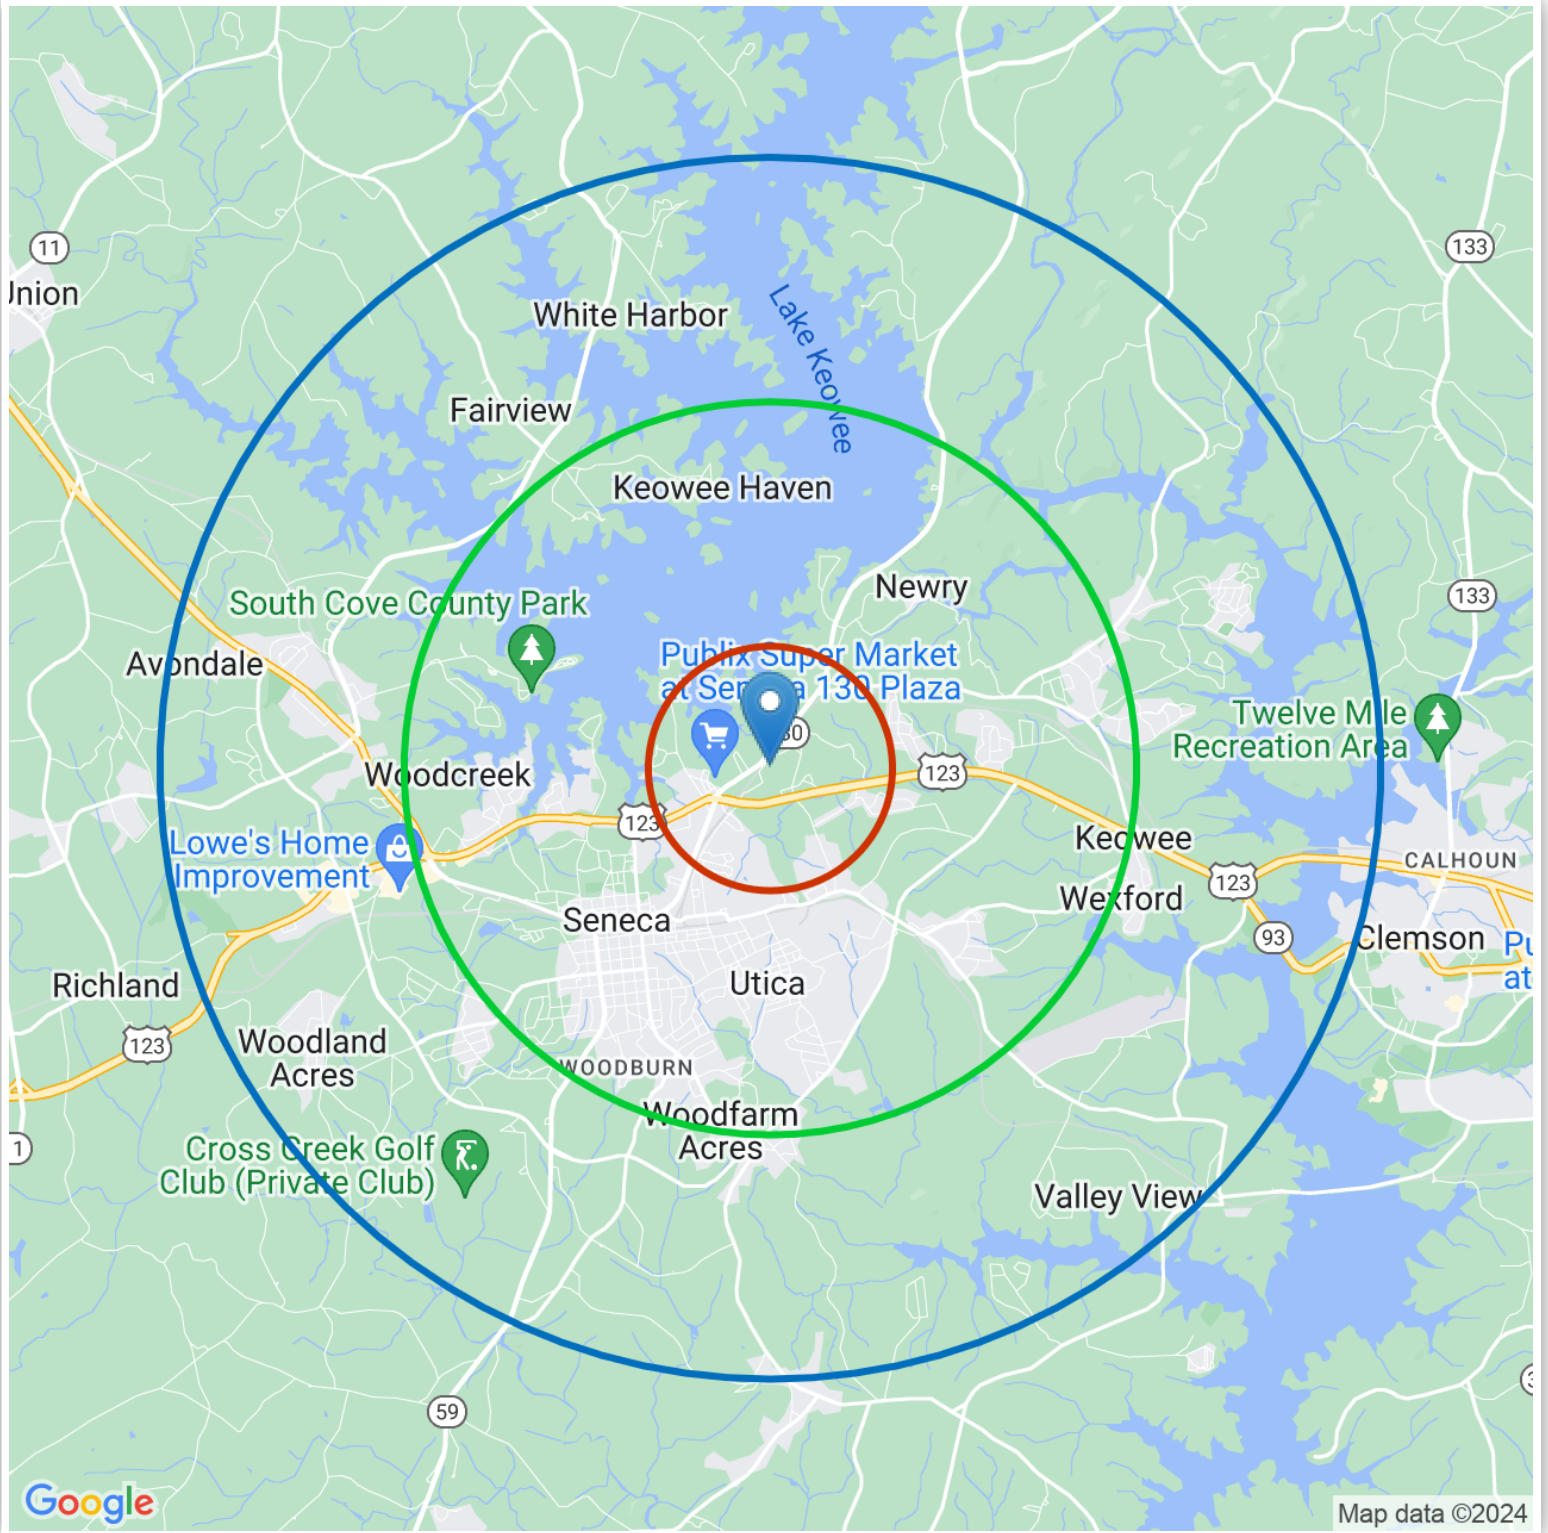 11
133
Union
White Harbor
Lake Keowee
Fairview
Keowee Haven
Newry
133
South Cove County Park
Avondale
Publix Super Market
at Seneca 130 Plaza
Twelve Mile
Recreation Area
Woodcreek
123
123
Keowee
Lowe's Home
Improvement
CALHOUN
123
Wexford
Seneca
93
Clemson
Utica
Richland
123
Woodland
Acres
WOODBURN
Woodfarm
Acres
Cross Creek Golf
Club (Private Club)
Valley View
59
Google
Map data ©2024